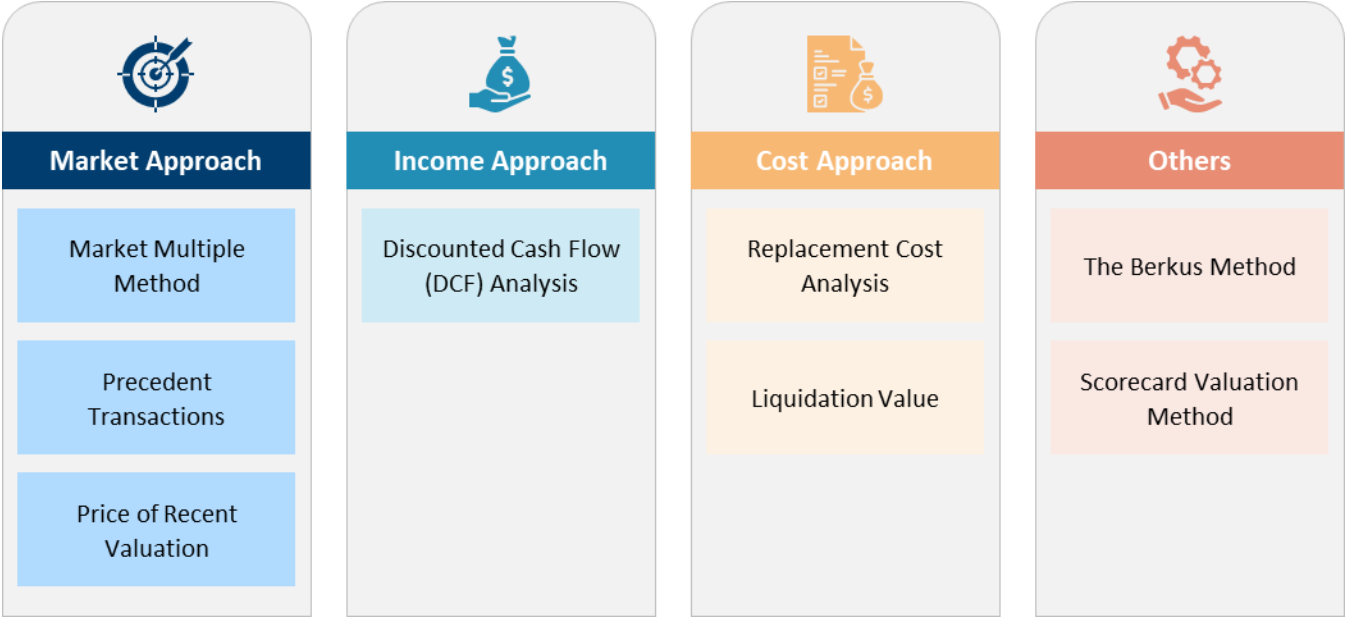 Market Approach
Market Multiple
Method
Precedent
Transactions
Price of Recent
Valuation
$
Income Approach
Discounted Cash Flow
(DCF) Analysis
$
Cost Approach
Replacement Cost
Analysis
Liquidation Value
Others
The Berkus Method
Scorecard Valuation
Method